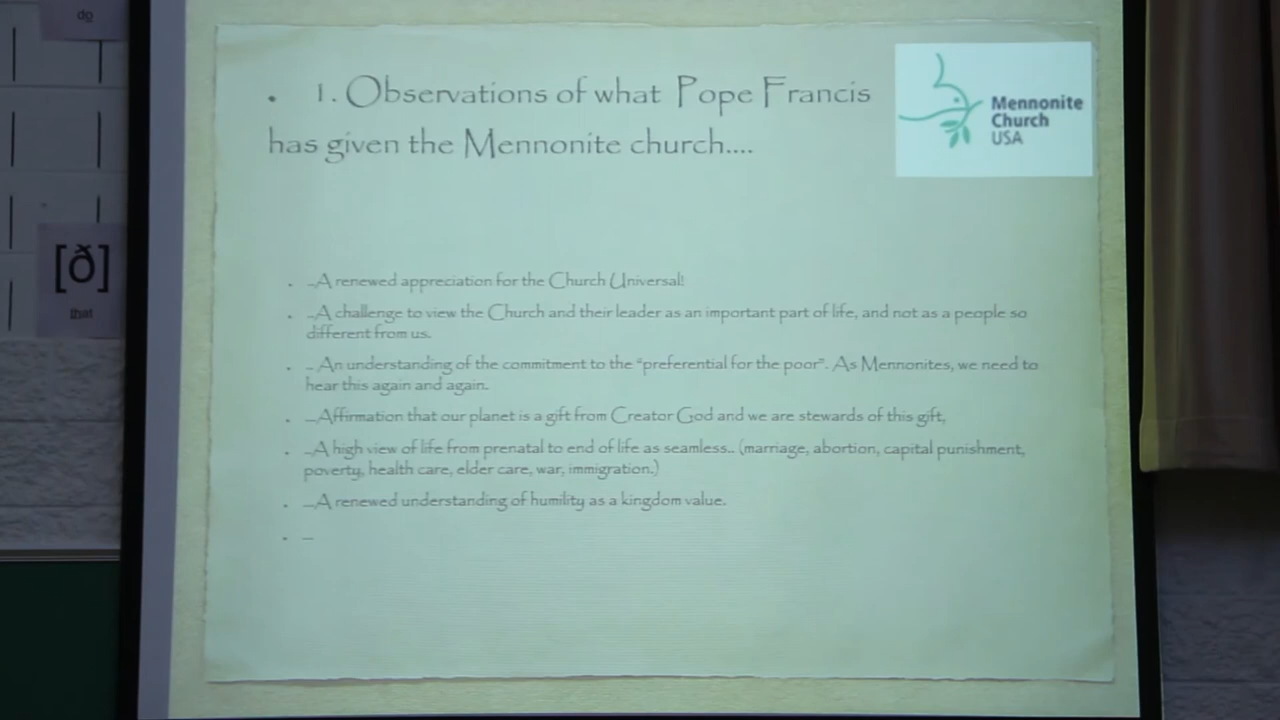 do
• 1. Observations of what Pope Francis
has given the Mennonite church....
Mennonite
Church
USA
[ð]
that
• –A renewed appreciation for the Church Universal!
• –A challenge to view the Church and their leader as an important part of life, and not as a people so
different from us.
• – An understanding of the commitment to the “preferential for the poor”. As Mennonites, we need to
hear this again and again.
• –Affirmation that our planet is a gift from Creator God and we are stewards of this gift,
• –A high view of life from prenatal to end of life as seamless.. (marriage, abortion, capital punishment,
poverty, health care, elder care, war, immigration.)
• –A renewed understanding of humility as a kingdom value.
• –